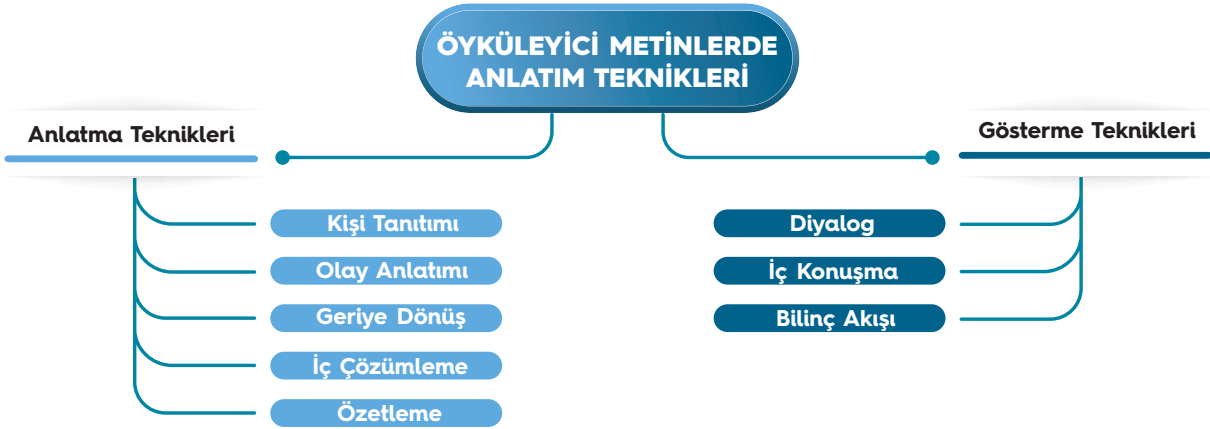 ÖYKÜLEYİCİ METİNLERDE
ANLATIM TEKNİKLERİ
Anlatma Teknikleri
Kişi Tanıtımı
Olay Anlatımı
Geriye Dönüş
İç Çözümleme
Özetleme
Gösterme Teknikleri
Diyalog
İç Konuşma
Bilinç Akışı